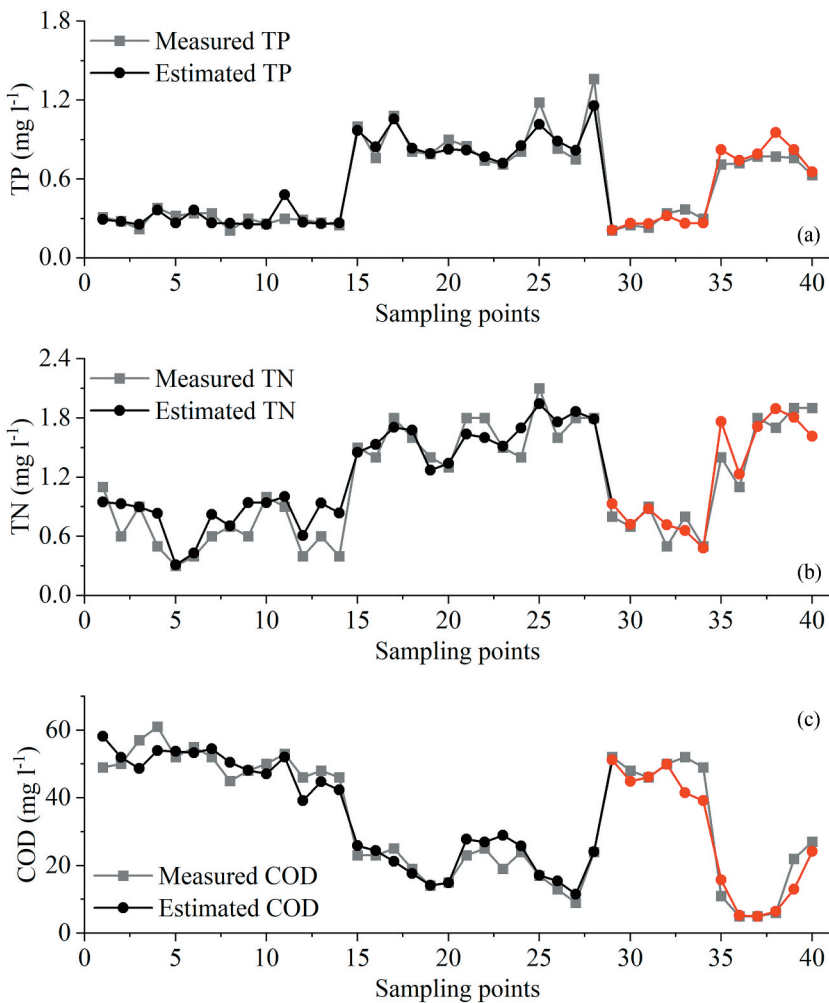 1.8
1.2
0.6
0.0
TP (mg l⁻¹)
Measured TP
Estimated TP
(a)
0 5 10 15 20 25 30 35 40
Sampling points
2.4
1.8
1.2
0.6
0.0
TN (mg l⁻¹)
Measured TN
Estimated TN
(b)
0 5 10 15 20 25 30 35 40
Sampling points
60
40
20
0
COD (mg l⁻¹)
(c)
Measured COD
Estimated COD
0 5 10 15 20 25 30 35 40
Sampling points